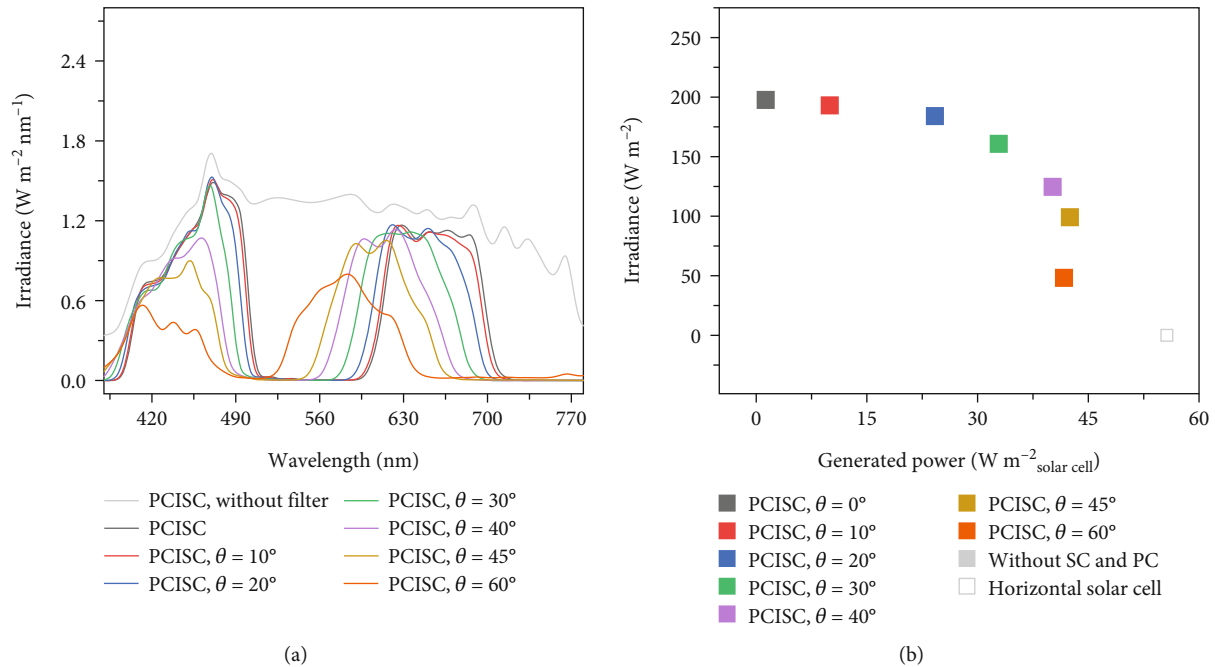 2.4
1.8
1.2
0.6
0.0
Irradiance (W m⁻² nm⁻¹)
420 490 560 630 700 770
Wavelength (nm)
PCISC, without filter
PCISC
PCISC, θ = 10°
PCISC, θ = 20°
PCISC, θ = 30°
PCISC, θ = 40°
PCISC, θ = 45°
PCISC, θ = 60°
(a)
250
200
150
100
50
0
Irradiance (W m⁻²)
0 15 30 45 60
Generated power (W m⁻² solar cell)
PCISC, θ = 0°
PCISC, θ = 10°
PCISC, θ = 20°
PCISC, θ = 30°
PCISC, θ = 40°
PCISC, θ = 45°
PCISC, θ = 60°
Without SC and PC
Horizontal solar cell
(b)